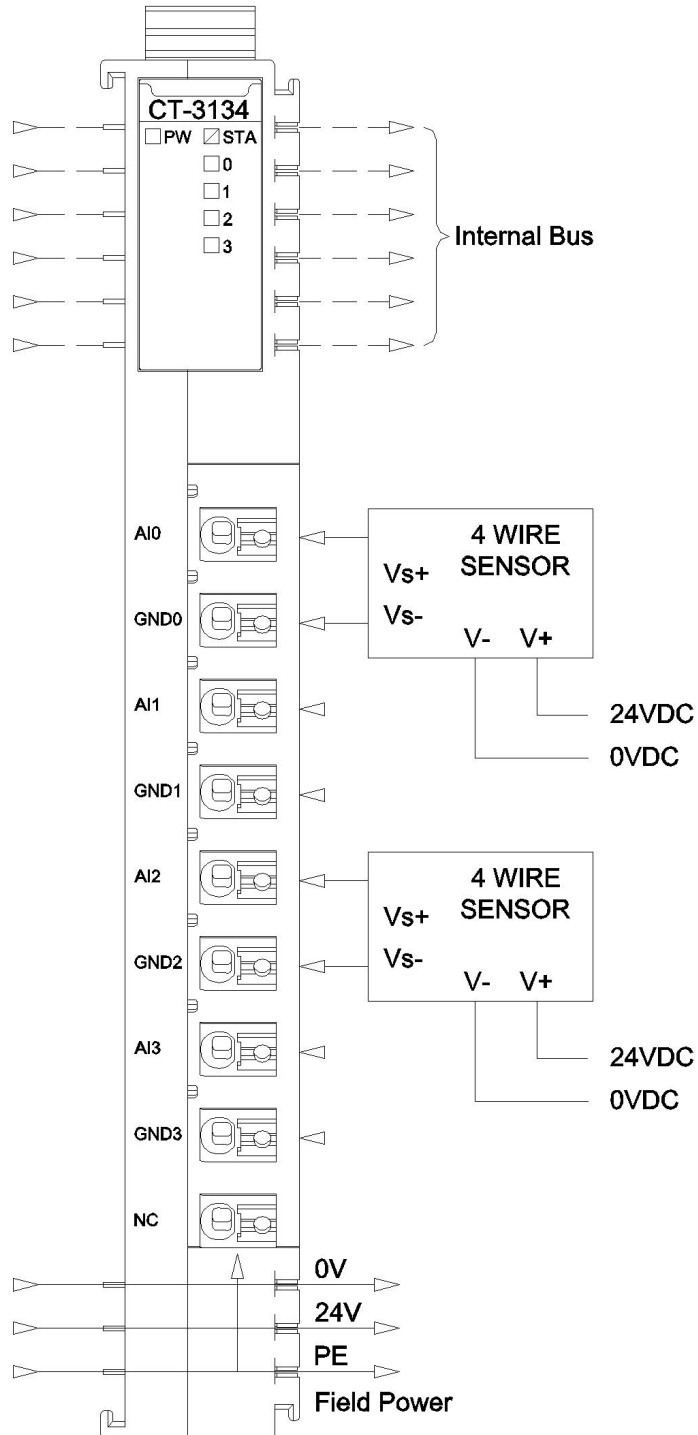 CT-3134
PW STA
0
1
2
3
Internal Bus
AI0
GND0
AI1
GND1
AI2
GND2
AI3
GND3
NC
4 WIRE
SENSOR
Vs+
Vs-
V- V+
24VDC
0VDC
4 WIRE
SENSOR
Vs+
Vs-
V- V+
24VDC
0VDC
0V
24V
PE
Field Power